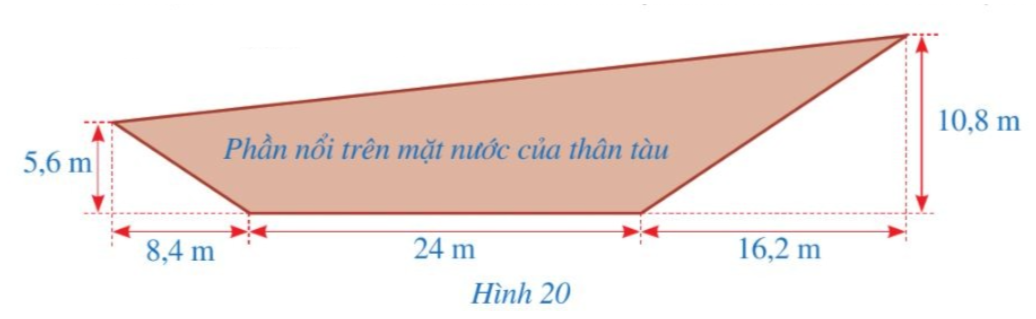 10,8 m
Phần nổi trên mặt nước của thân tàu
5,6 m
8,4 m
24 m
16,2 m
Hình 20